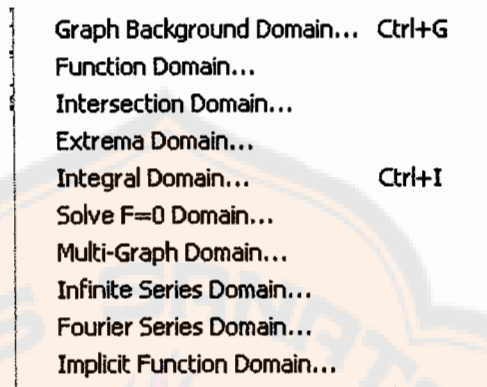 Graph Background Domain... Ctrl+G
Function Domain...
Intersection Domain...
Extrema Domain...
Integral Domain... Ctrl+I
Solve F=0 Domain...
Multi-Graph Domain...
Infinite Series Domain...
Fourier Series Domain...
Implicit Function Domain...